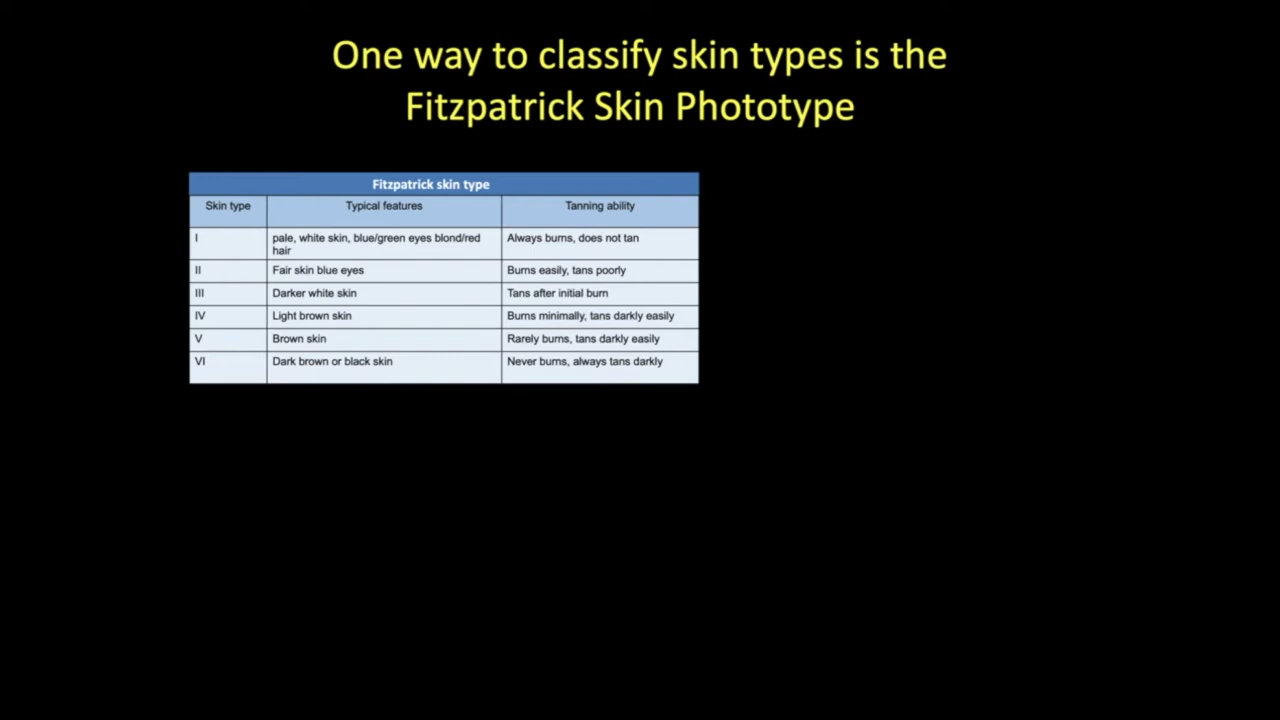 One way to classify skin types is the
Fitzpatrick Skin Phototype
Fitzpatrick skin type
Skin type Typical features Tanning ability
I pale, white skin, blue/green eyes blond/red Always burns, does not tan
hair
II Fair skin blue eyes Burns easily, tans poorly
III Darker white skin Tans after initial burn
IV Light brown skin Burns minimally, tans darkly easily
V Brown skin Rarely burns, tans darkly easily
VI Dark brown or black skin Never burns, always tans darkly